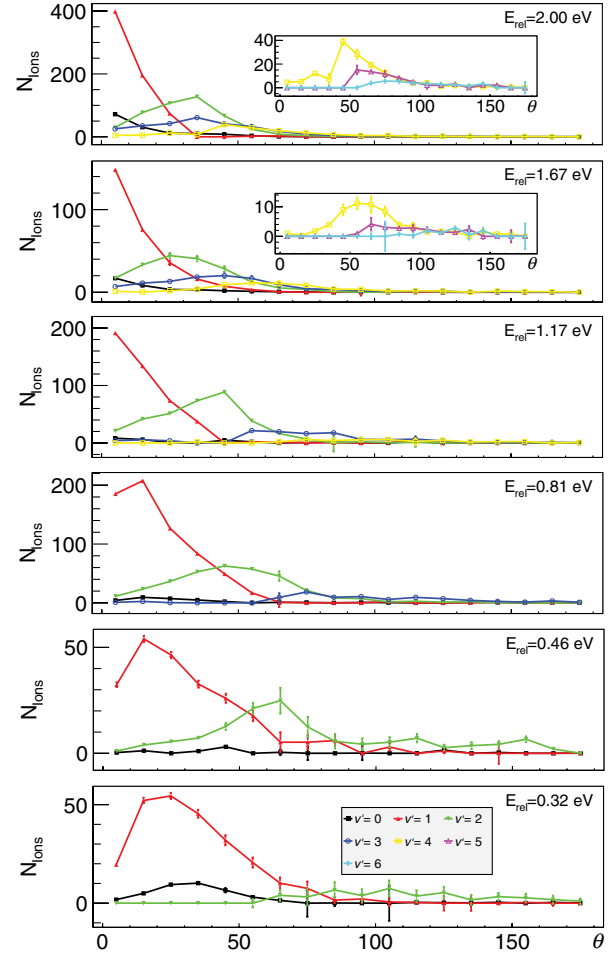 E_rel=2.00 eV
N_Ions
400
200
0
40
20
0
0 50 100 150 θ
E_rel=1.67 eV
N_Ions
100
0
10
0
0 50 100 150 θ
E_rel=1.17 eV
N_Ions
200
100
0
E_rel=0.81 eV
N_Ions
200
100
0
E_rel=0.46 eV
N_Ions
50
0
E_rel=0.32 eV
N_Ions
50
0
v'= 0 v'= 1 v'= 2
v'= 3 v'= 4 v'= 5
v'= 6
0 50 100 150 θ